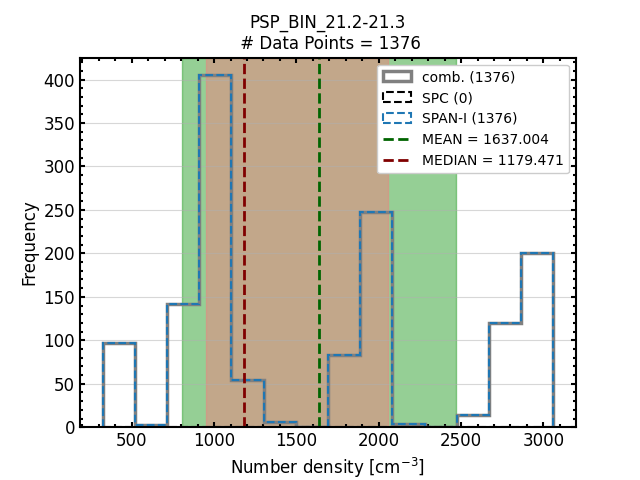 PSP_BIN_21.2-21.3
# Data Points = 1376
comb. (1376)
SPC (0)
SPAN-I (1376)
MEAN = 1637.004
MEDIAN = 1179.471
Frequency
400
350
300
250
200
150
100
50
0
500 1000 1500 2000 2500 3000
Number density [cm⁻³]